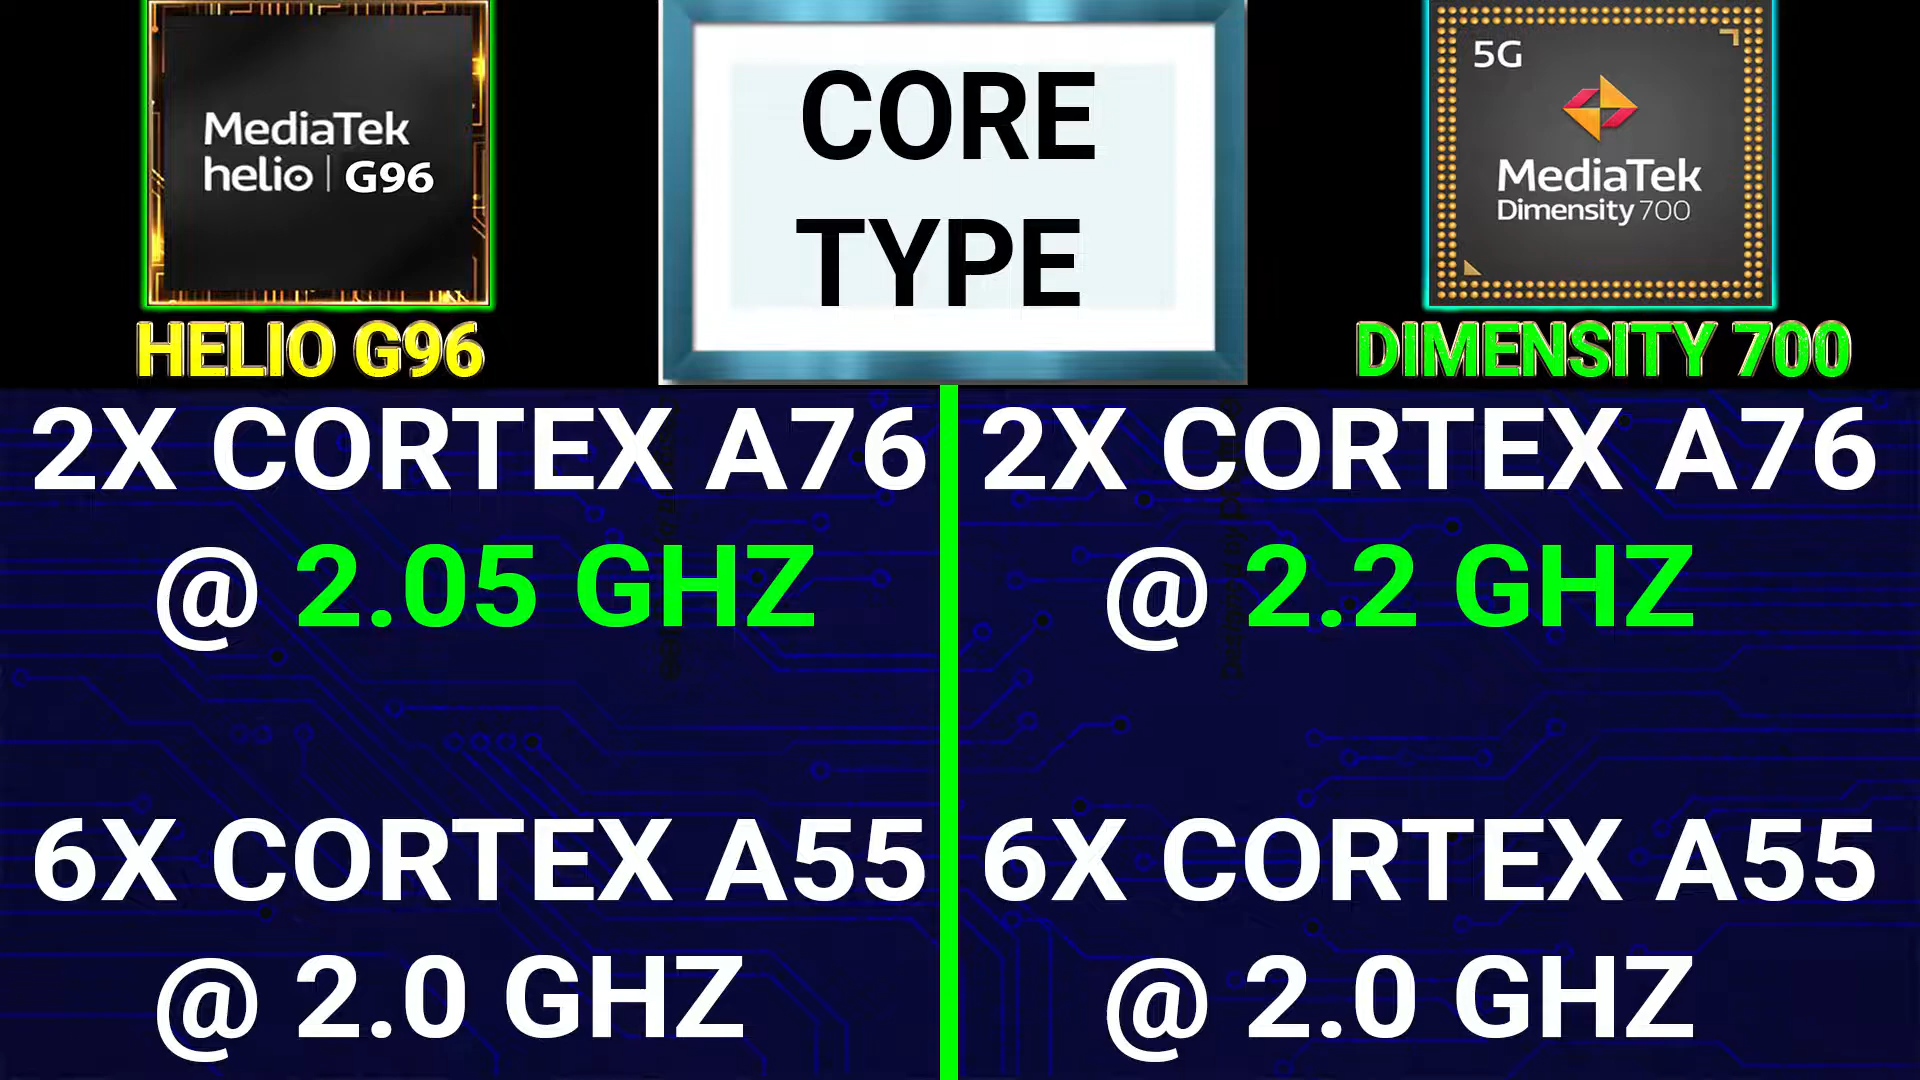 MediaTek
helio | G96
HELIO G96
CORE
TYPE
5G
MediaTek
Dimensity 700
DIMENSITY 700
2X CORTEX A76
@ 2.05 GHZ
6X CORTEX A55
@ 2.0 GHZ
2X CORTEX A76
@ 2.2 GHZ
6X CORTEX A55
@ 2.0 GHZ